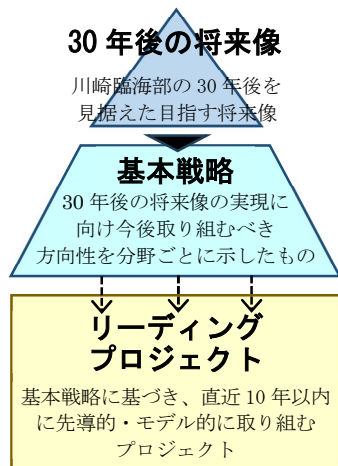 30 年後の将来像
川崎臨海部の 30 年後を
見据えた目指す将来像
基本戦略
30 年後の将来像の実現に
向け今後取り組むべき
方向性を分野ごとに示したもの
リーディング
プロジェクト
基本戦略に基づき、直近 10 年以内
に先導的・モデル的に取り組む
プロジェクト